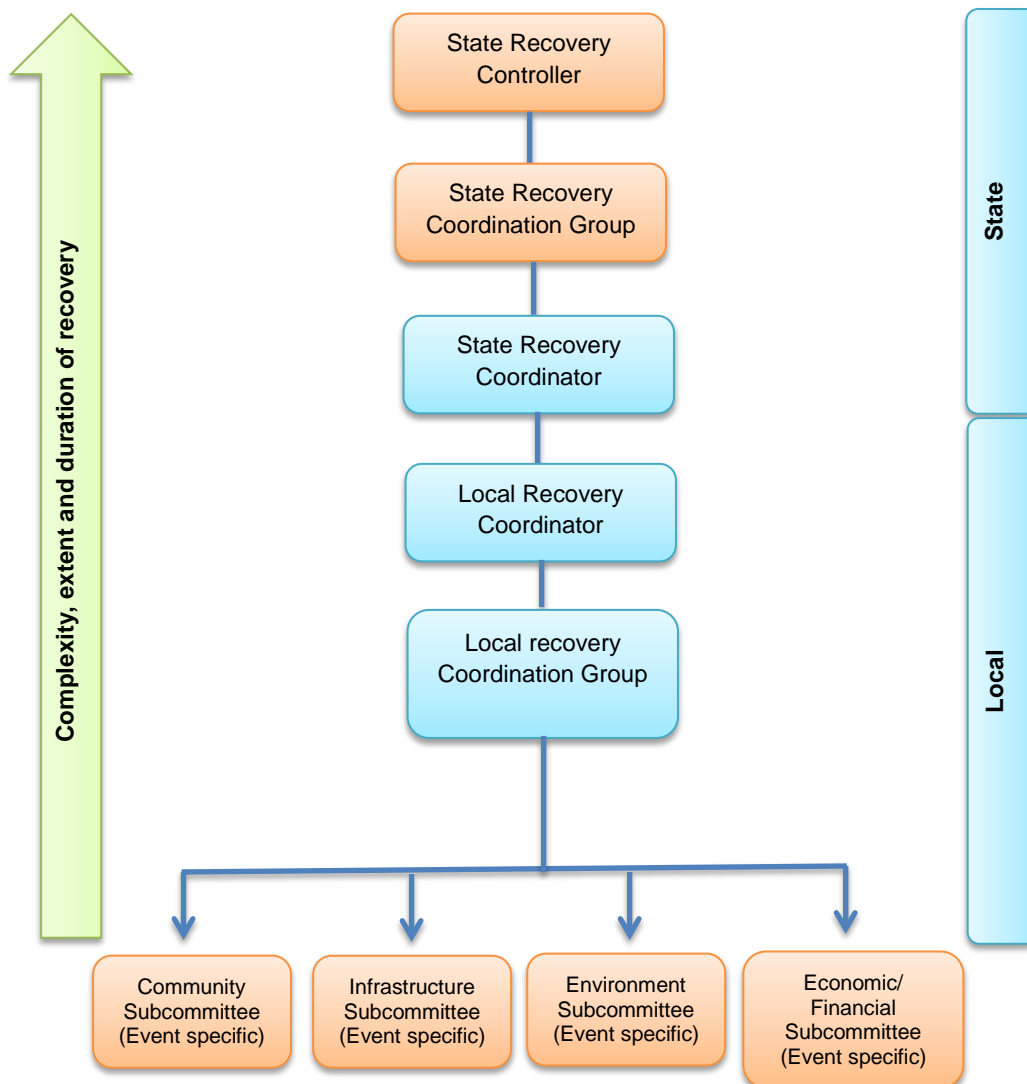 State Recovery
Controller
State Recovery
Coordination Group
State Recovery
Coordinator
Local Recovery
Coordinator
Local recovery
Coordination Group
Complexity, extent and duration of recovery
State
Local
Community
Subcommittee
(Event specific)
Infrastructure
Subcommittee
(Event specific)
Environment
Subcommittee
(Event specific)
Economic/
Financial
Subcommittee
(Event specific)